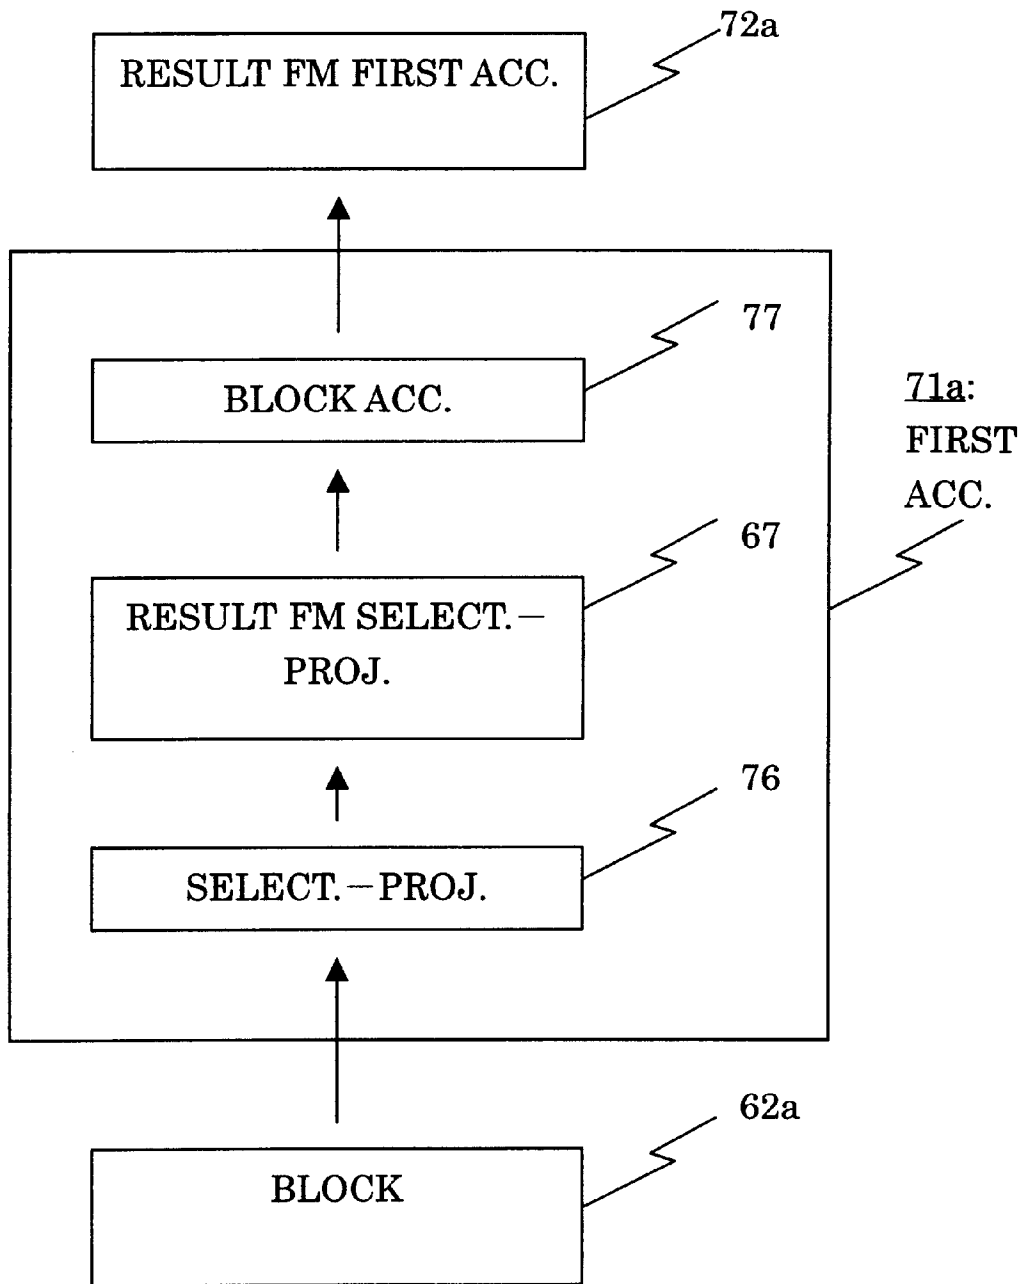 72a
RESULT FM FIRST ACC.
77
BLOCK ACC.
71a:
FIRST
ACC.
67
RESULT FM SELECT.—
PROJ.
76
SELECT.—PROJ.
62a
BLOCK